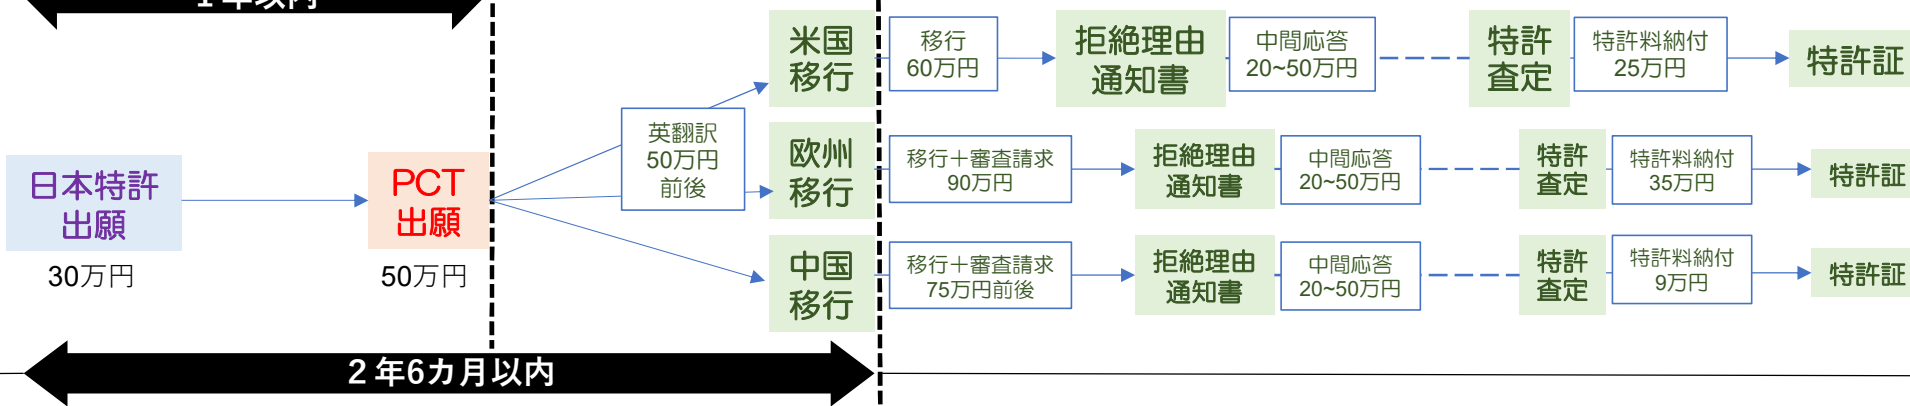 1年以内
米国
移行
移行
60万円
拒絶理由
通知書
中間応答
20~50万円
特許
査定
特許料納付
25万円
特許証
英翻訳
50万円
前後
欧州
移行
移行＋審査請求
90万円
拒絶理由
通知書
中間応答
20~50万円
特許
査定
特許料納付
35万円
特許証
日本特許
出願
30万円
PCT
出願
50万円
中国
移行
移行＋審査請求
75万円前後
拒絶理由
通知書
中間応答
20~50万円
特許
査定
特許料納付
9万円
特許証
２年6カ月以内